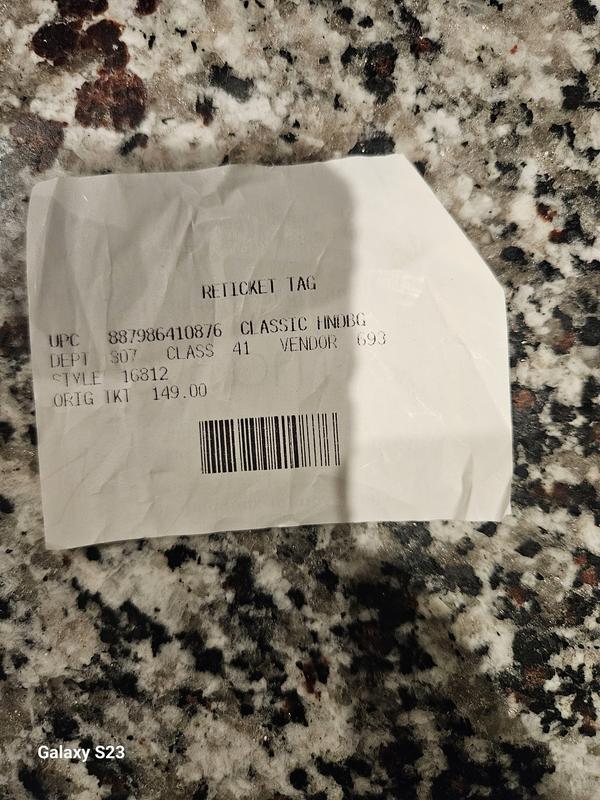 RETICKET TAG
UPC 887986410876 CLASSIC HNDBG
DEPT 307 CLASS 41 VENDOR 693
STYLE 16812
ORIG TKT 149.00
Galaxy S23